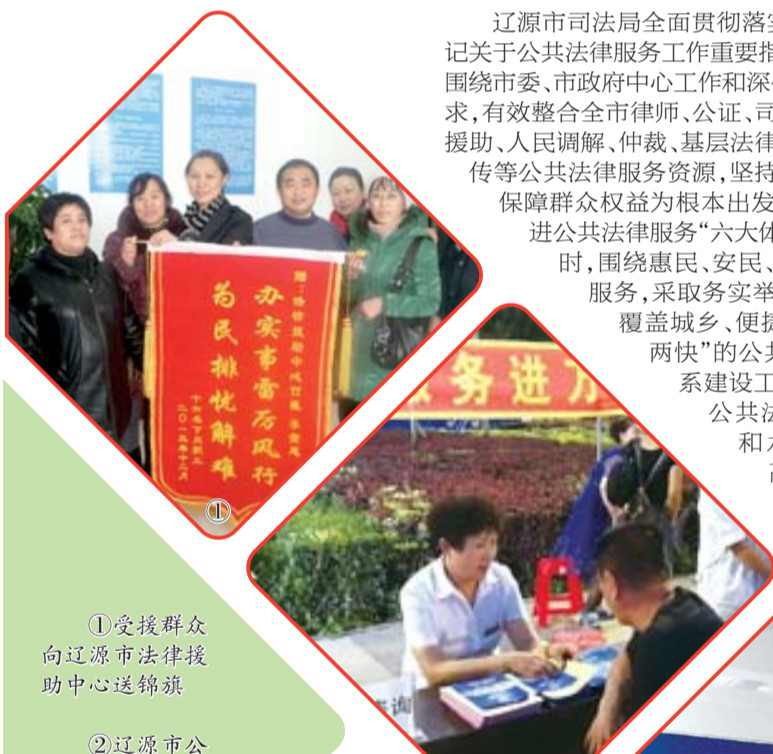 辽源市司法局全面贯彻落实
记关于公共法律服务工作重要指
围绕市委、市政府中心工作和深
求,有效整合全市律师、公证、司
援助、人民调解、仲裁、基层法律
传等公共法律服务资源,坚持
保障群众权益为根本出发
进公共法律服务“六大体
时,围绕惠民、安民、
服务,采取务实举
覆盖城乡、便捷
两快”的公共
系建设工
公共法
和
办实事雷厉风行
为民排忧解难
①
务进万
询
①受援群众
向辽源市法律援
助中心送锦旗
②辽源市公